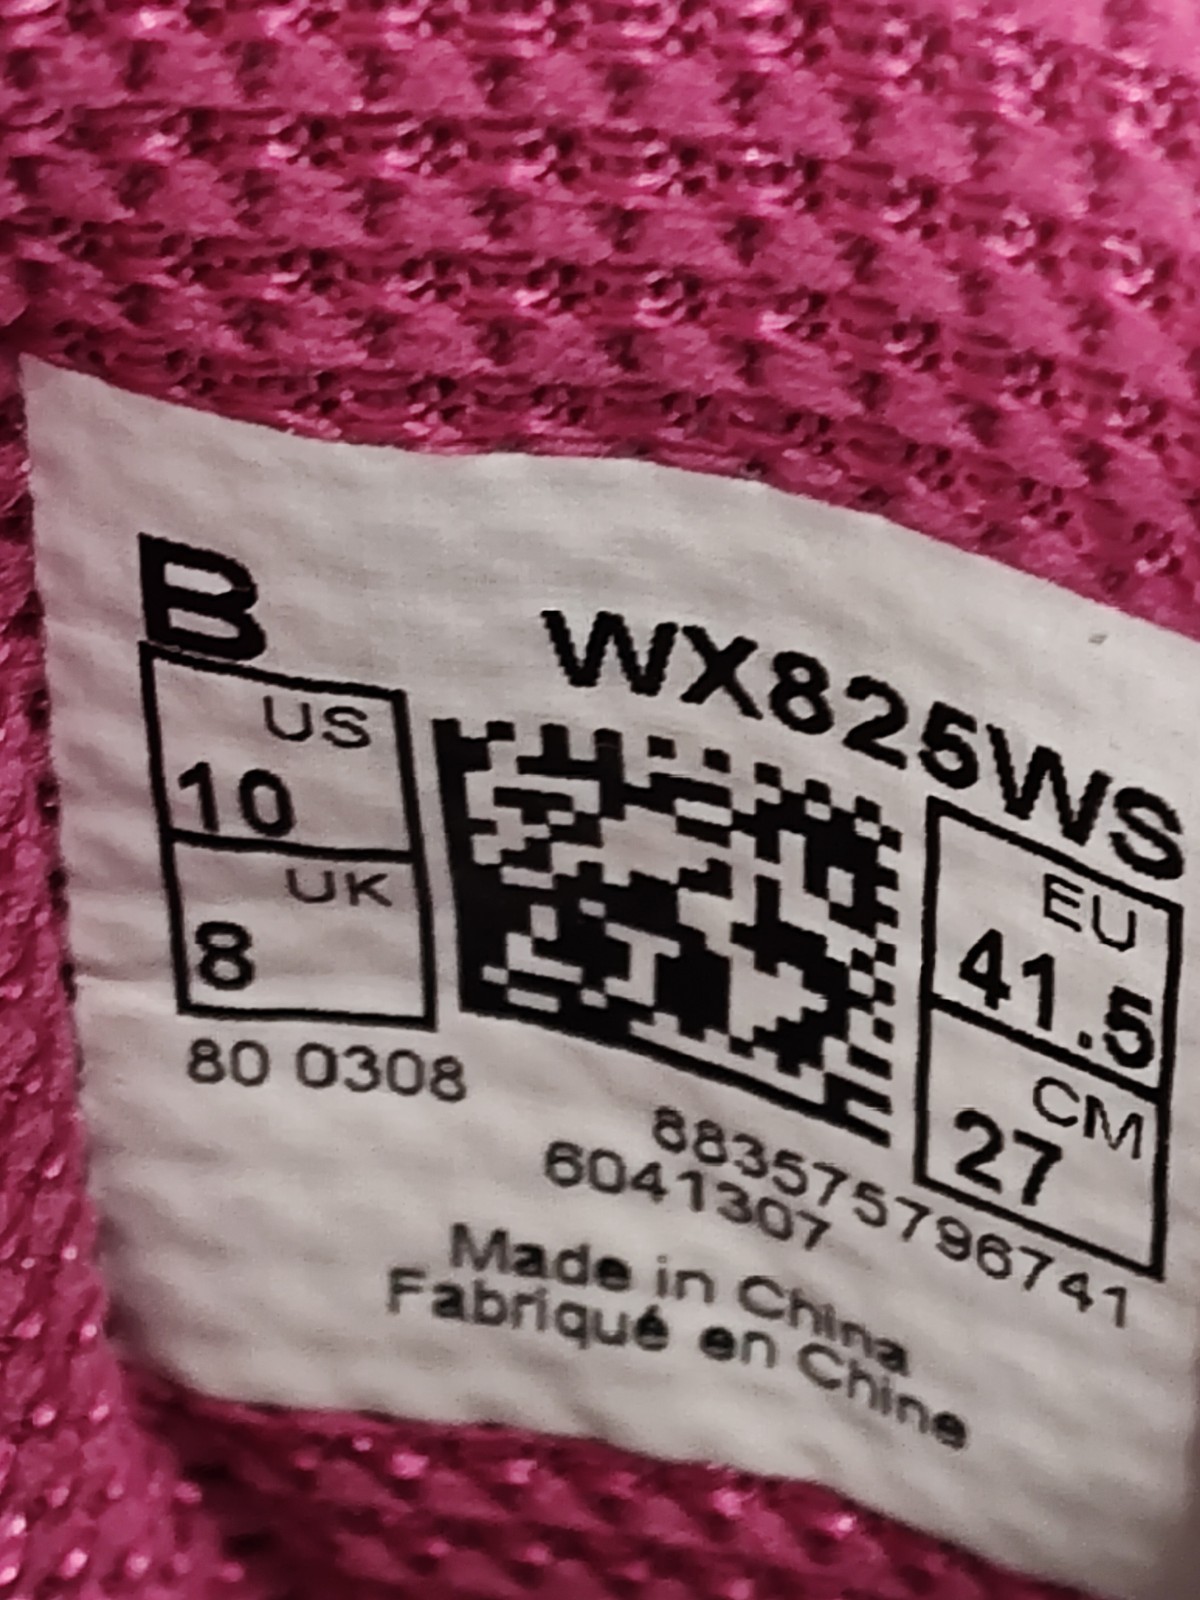 B
WX825WS
US
10
UK
8
EU
41.5
CM
27
80 0308
883575796741
6041307
Made in China
Fabriqué en Chine